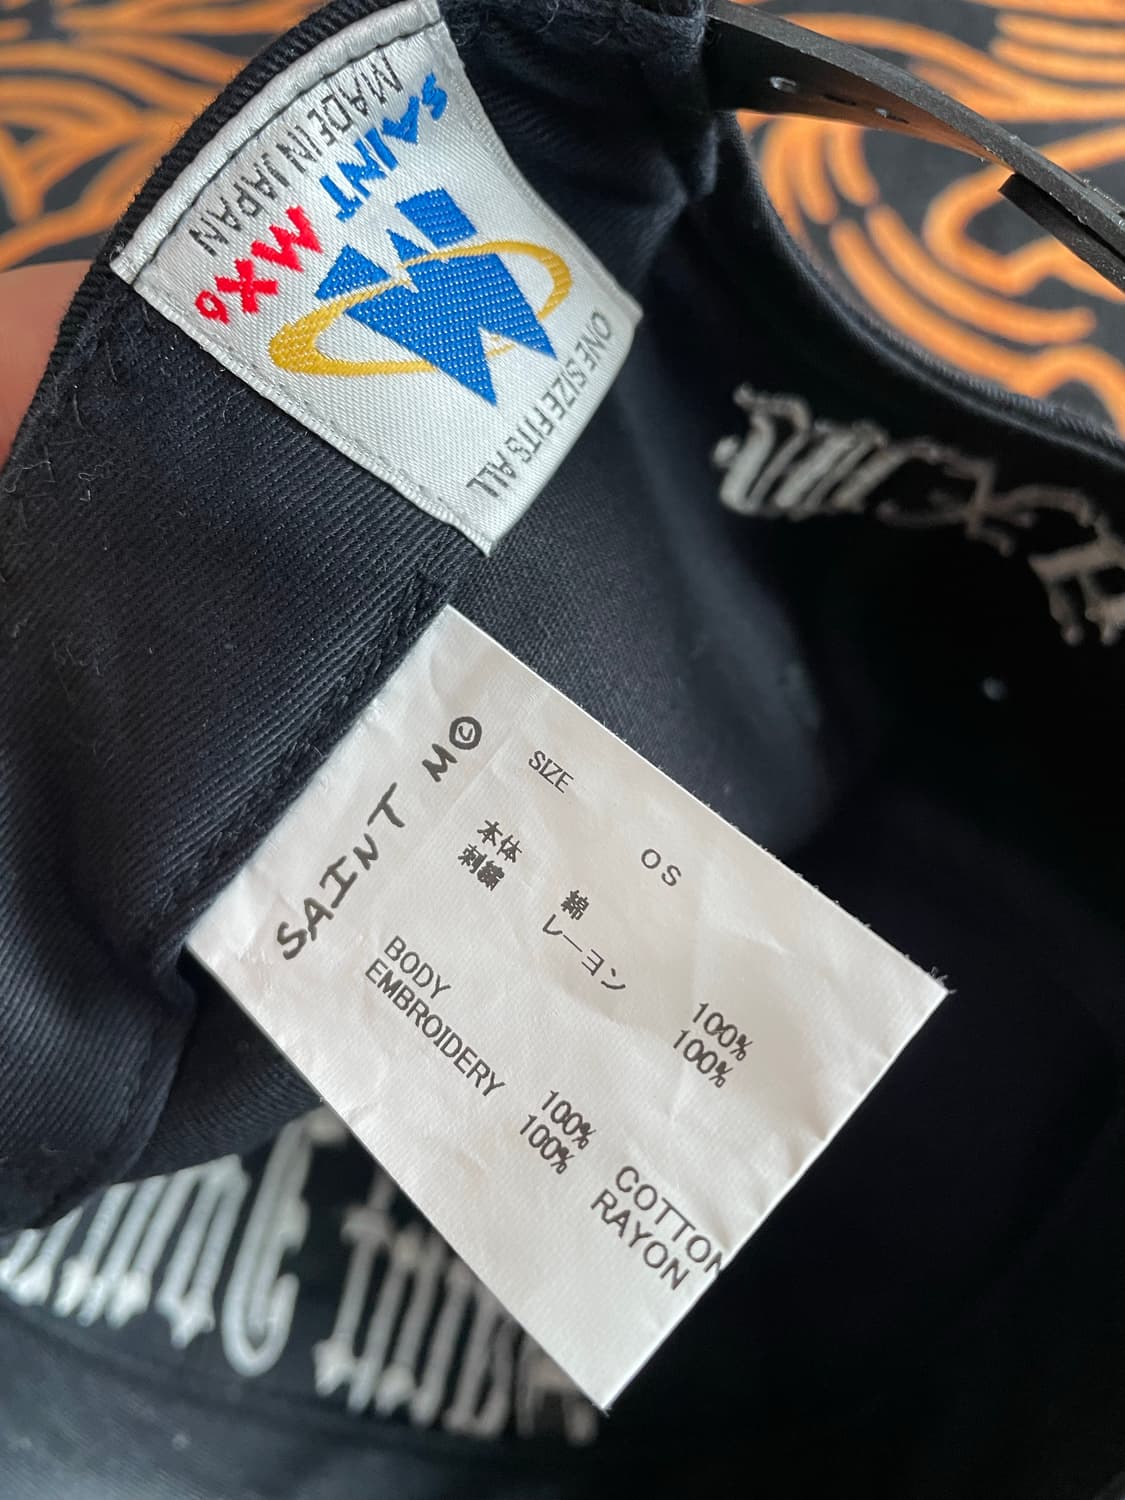 SAINT MX6
MADE IN JAPAN
ONE SIZE FITS ALL
SAINT M©
SIZE OS
本体 綿 100%
刺繍 レーヨン 100%
BODY 100% COTTON
EMBROIDERY 100% RAYON